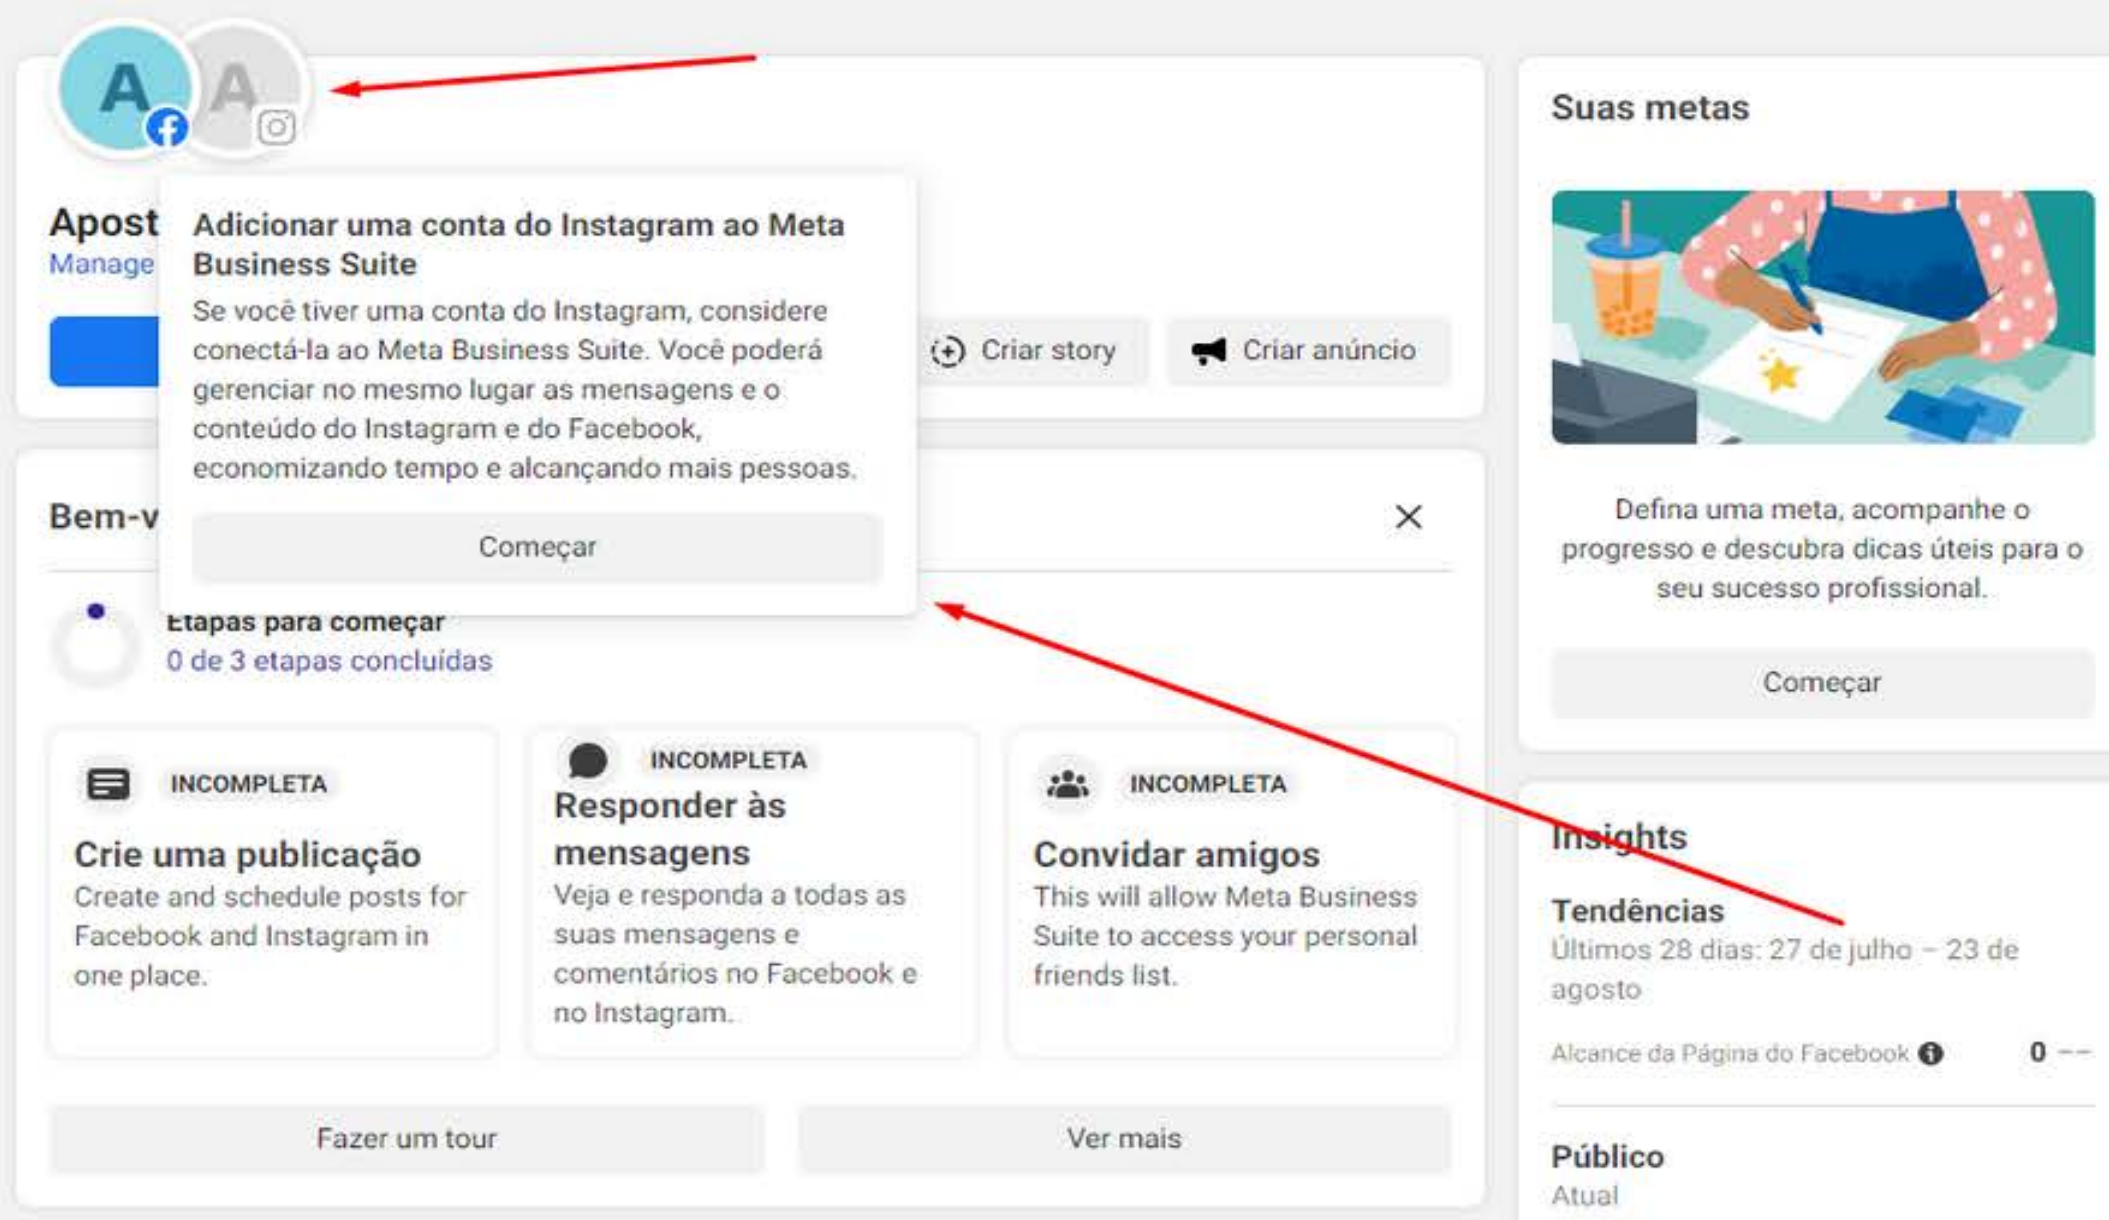 A
A
Apost
Manage
Adicionar uma conta do Instagram ao Meta
Business Suite
Se você tiver uma conta do Instagram, considere
conectá-la ao Meta Business Suite. Você poderá
gerenciar no mesmo lugar as mensagens e o
conteúdo do Instagram e do Facebook,
economizando tempo e alcançando mais pessoas.
Começar
Criar story
Criar anúncio
Bem-v
Etapas para começar
0 de 3 etapas concluídas
INCOMPLETA
Crie uma publicação
Create and schedule posts for
Facebook and Instagram in
one place.
INCOMPLETA
Responder às
mensagens
Veja e responda a todas as
suas mensagens e
comentários no Facebook e
no Instagram.
INCOMPLETA
Convidar amigos
This will allow Meta Business
Suite to access your personal
friends list.
Fazer um tour
Ver mais
Suas metas
Defina uma meta, acompanhe o
progresso e descubra dicas úteis para o
seu sucesso profissional.
Começar
Insights
Tendências
Últimos 28 dias: 27 de julho – 23 de
agosto
Alcance da Página do Facebook 0 --
Público
Atual